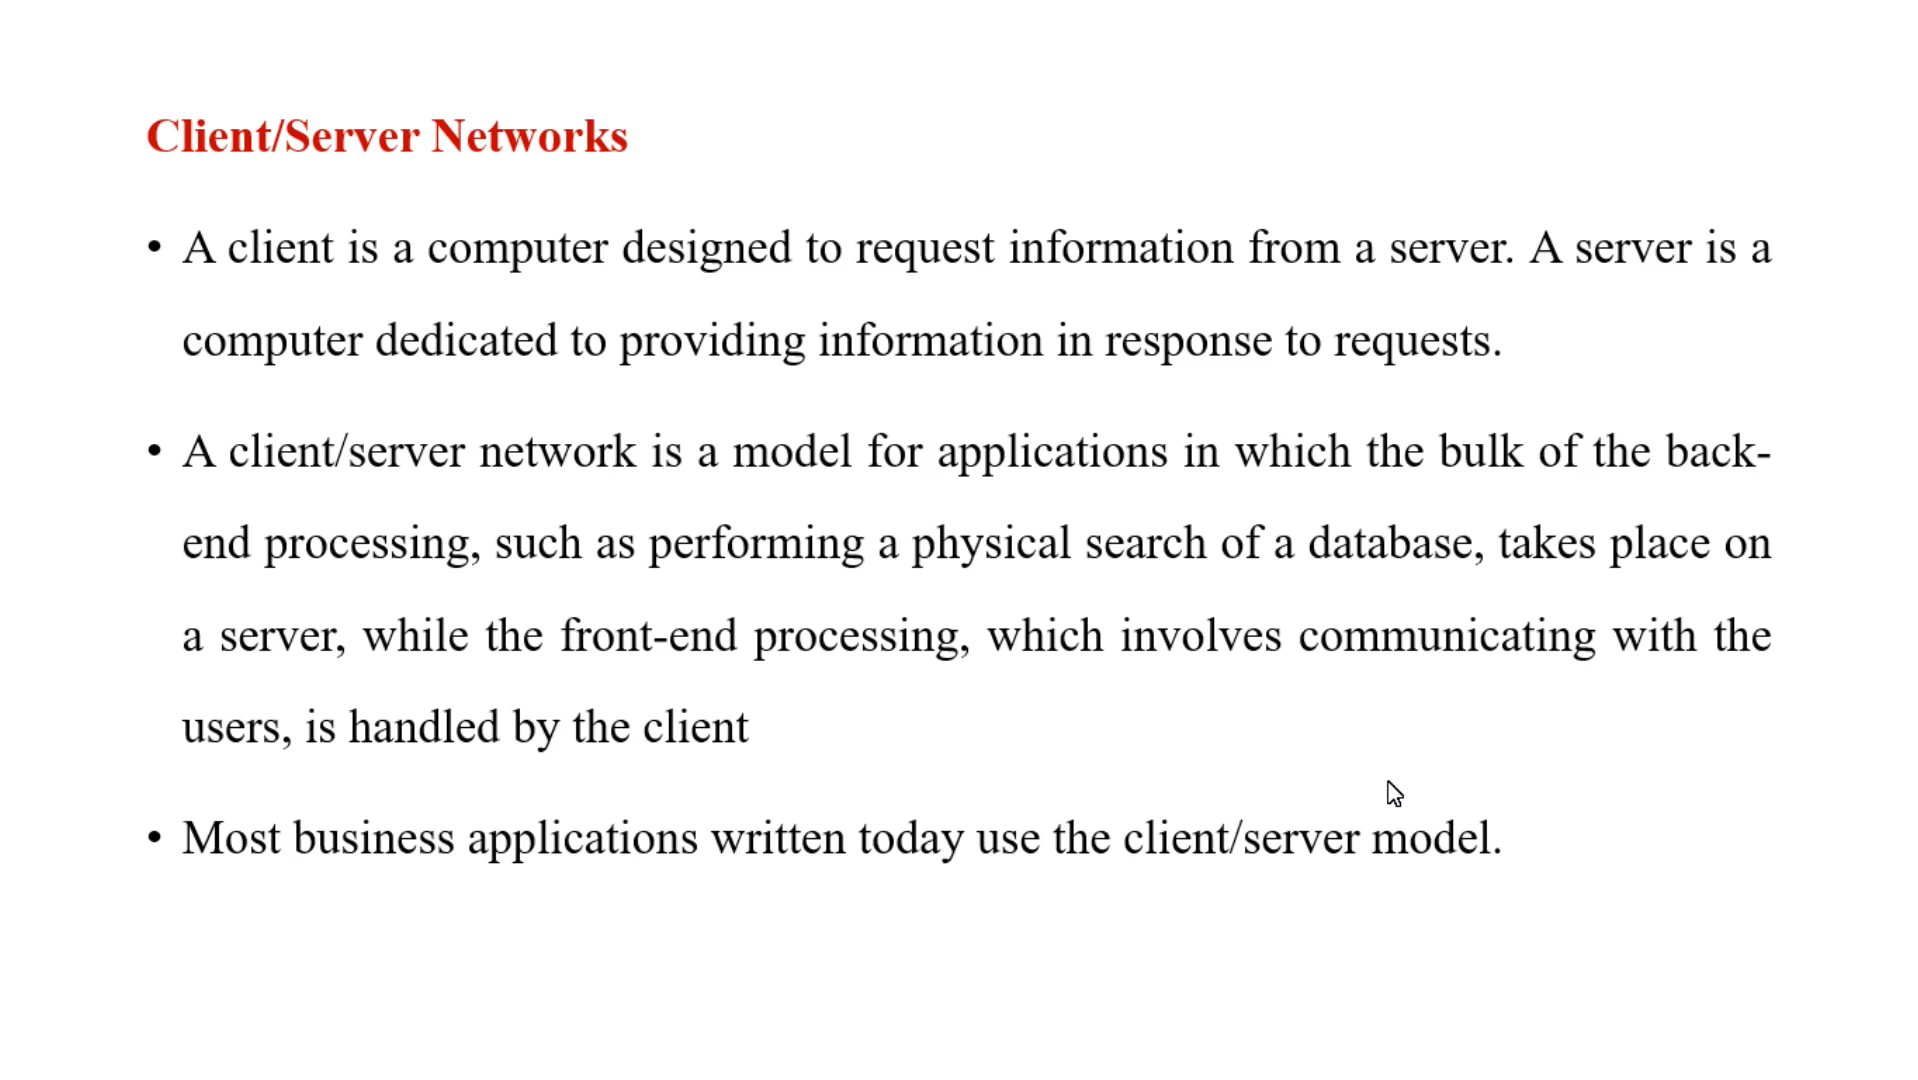 Client/Server Networks
• A client is a computer designed to request information from a server. A server is a
computer dedicated to providing information in response to requests.
• A client/server network is a model for applications in which the bulk of the back-
end processing, such as performing a physical search of a database, takes place on
a server, while the front-end processing, which involves communicating with the
users, is handled by the client
• Most business applications written today use the client/server model.